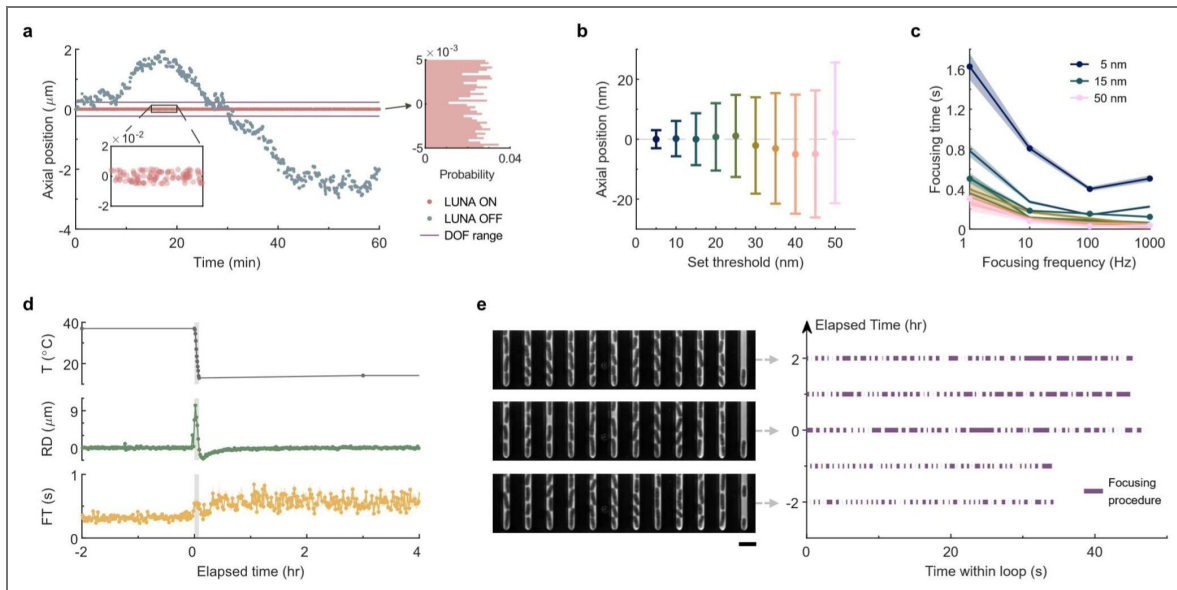 a
Axial position (μm)
2
0
-2
-4
0
20
40
60
Time (min)
× 10⁻²
2
0
-2
× 10⁻³
5
0
-5
0
0.04
Probability
LUNA ON
LUNA OFF
DOF range
b
Axial position (nm)
20
0
-20
0
10
20
30
40
50
Set threshold (nm)
c
Focusing time (s)
1.6
1.2
0.8
0.4
0
1
10
100
1000
Focusing frequency (Hz)
5 nm
15 nm
50 nm
d
T (°C)
40
20
RD (μm)
9
0
FT (s)
1
0
-2
0
2
4
Elapsed time (hr)
e
Elapsed Time (hr)
2
1
0
-1
-2
Focusing
procedure
0
20
40
Time within loop (s)